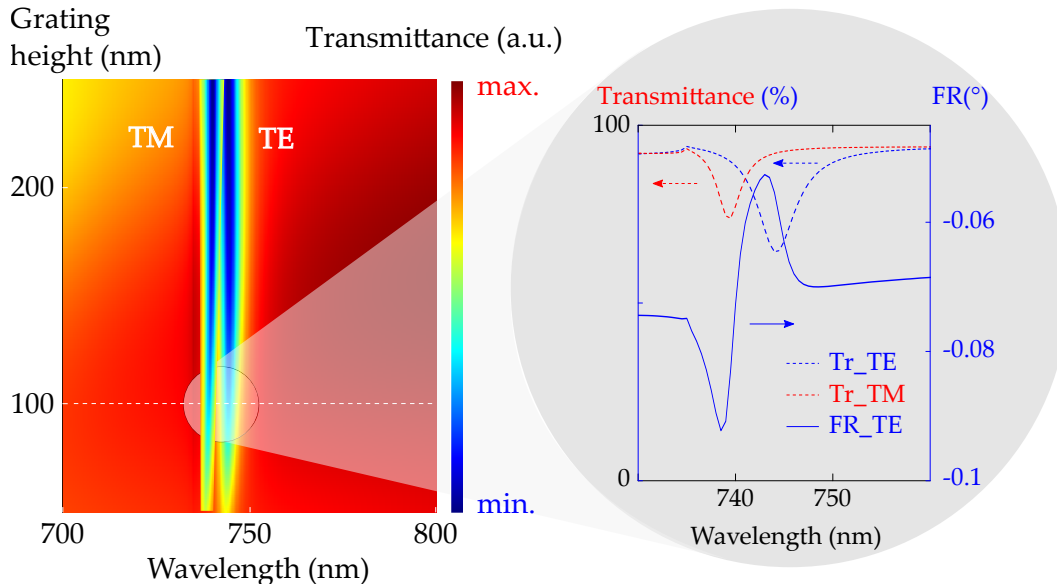 Grating
height (nm)
Transmittance (a.u.)
max.
min.
TM
TE
200
100
700
750
800
Wavelength (nm)
Transmittance (%)
FR(°)
100
0
-0.06
-0.08
-0.1
Tr_TE
Tr_TM
FR_TE
740
750
Wavelength (nm)